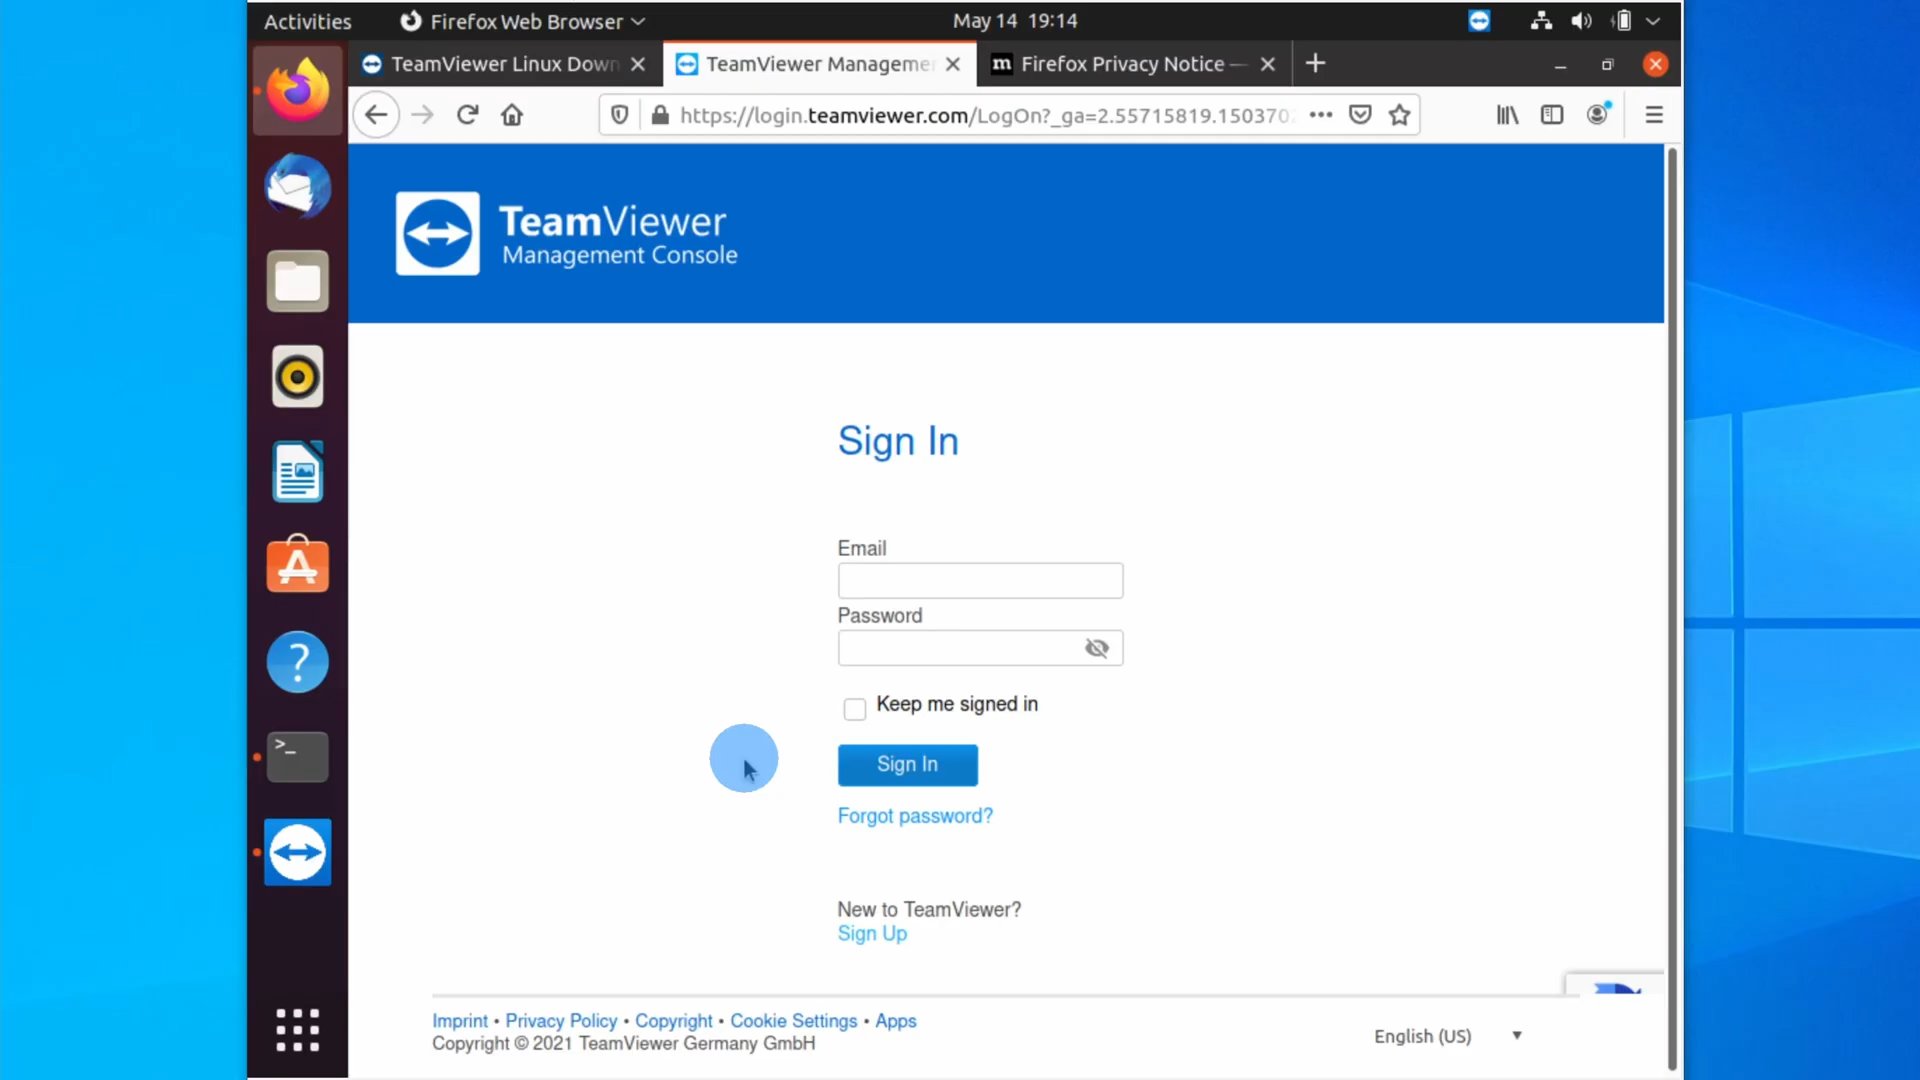 Activities
Firefox Web Browser
May 14 19:14
TeamViewer Linux Down
TeamViewer Manageme
m
Firefox Privacy Notice —
https://login.teamviewer.com/LogOn?_ga=2.55715819.150370
TeamViewer
Management Console
Sign In
Email
Password
Keep me signed in
Sign In
Forgot password?
New to TeamViewer?
Sign Up
Imprint • Privacy Policy • Copyright • Cookie Settings • Apps
Copyright © 2021 TeamViewer Germany GmbH
English (US)